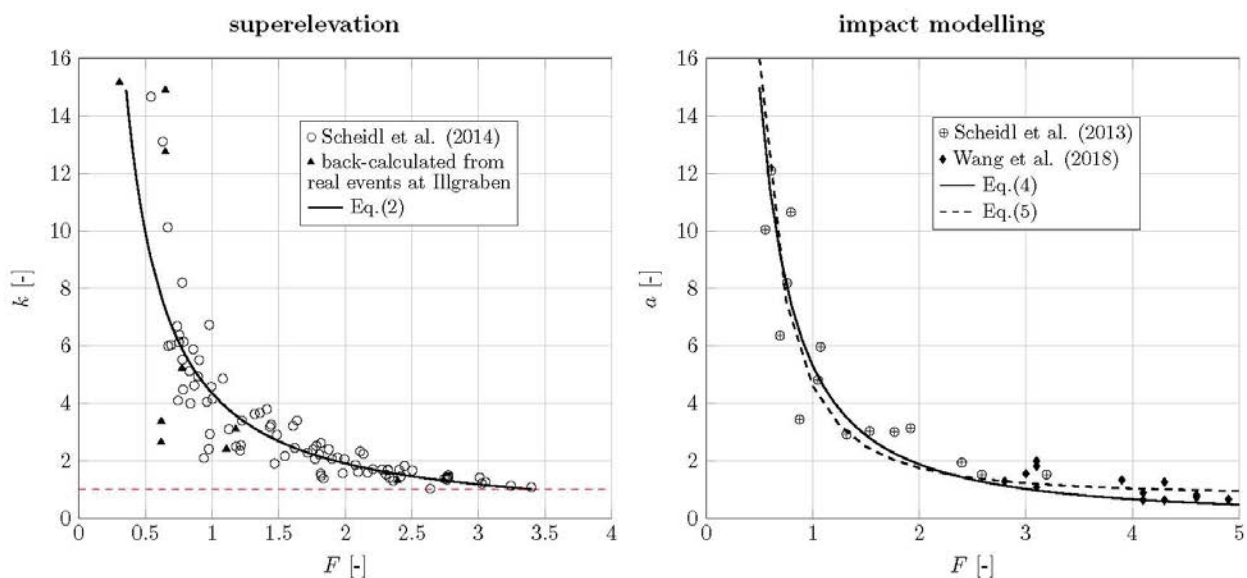 superelevation
16
14
12
10
8
6
4
2
0
k [-]
Scheidl et al. (2014)
back-calculated from
real events at Illgraben
Eq.(2)
0 0.5 1 1.5 2 2.5 3 3.5 4
F [-]
impact modelling
16
14
12
10
8
6
4
2
0
a [-]
Scheidl et al. (2013)
Wang et al. (2018)
Eq.(4)
Eq.(5)
0 1 2 3 4 5
F [-]